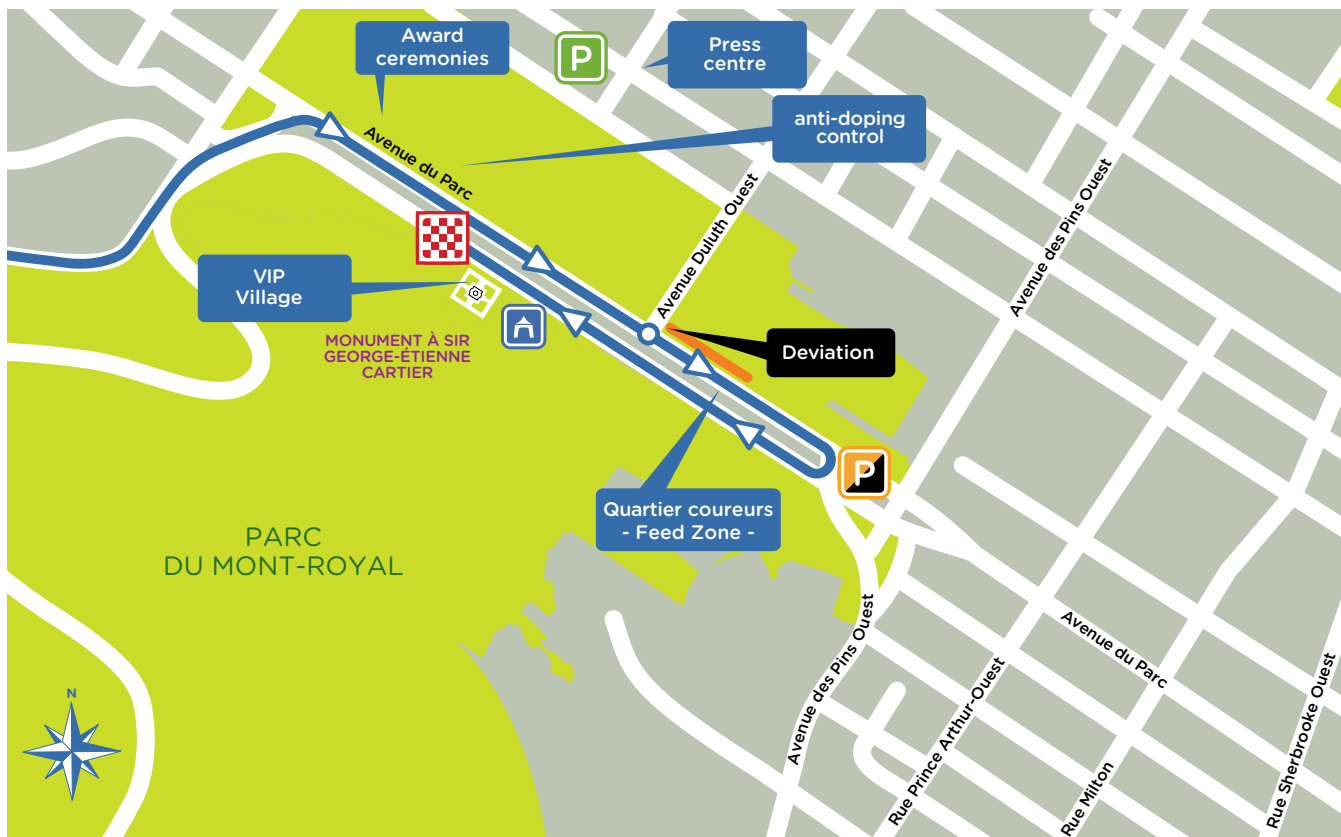 Award
ceremonies
P
Press
centre
anti-doping
control
Avenue du Parc
Avenue Duluth Ouest
Avenue des Pins Ouest
VIP
Village
MONUMENT À SIR
GEORGE-ÉTIENNE
CARTIER
Deviation
P
Quartier coureurs
- Feed Zone -
PARC
DU MONT-ROYAL
Avenue des Pins Ouest
Avenue du Parc
Rue Prince Arthur-Ouest
Rue Milton
Rue Sherbrooke Ouest
N